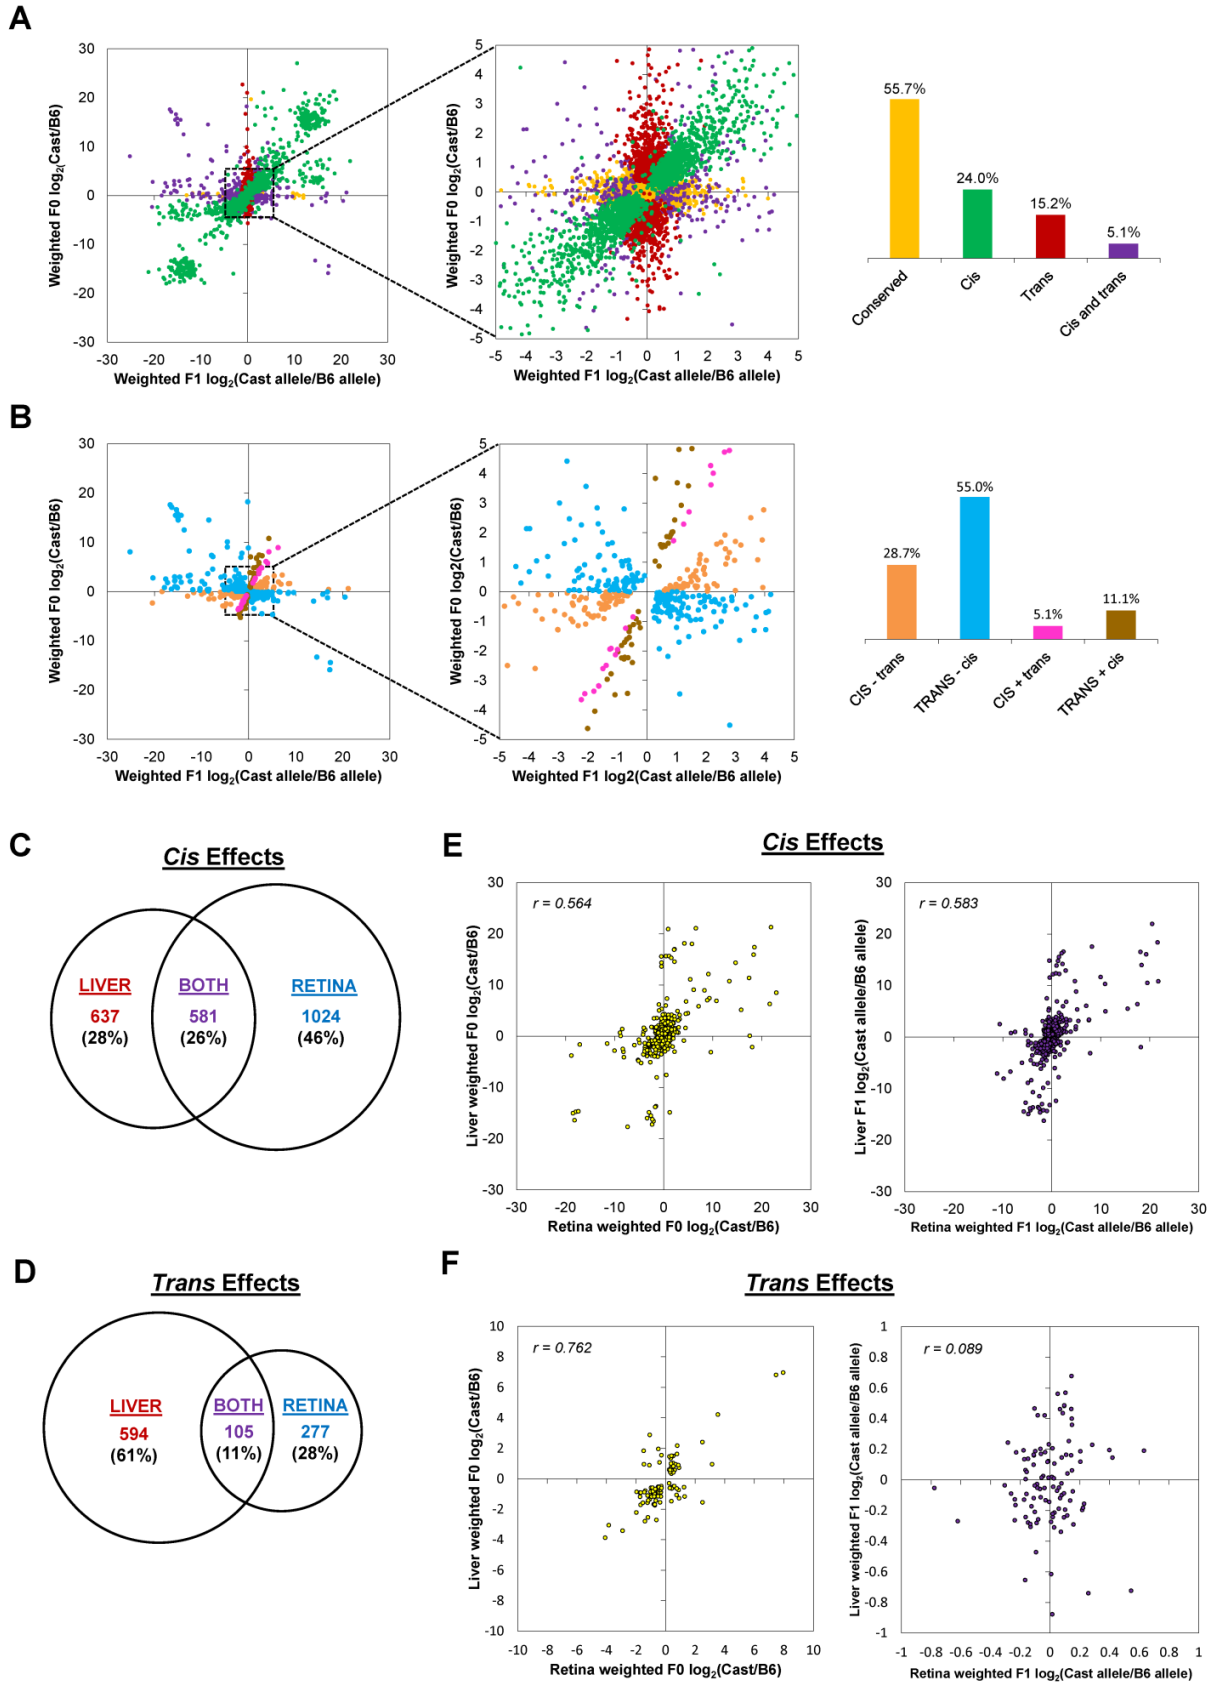 A
30
20
10
0
-10
-20
-30
-30 -20 -10 0 10 20 30
Weighted F0 log2(Cast/B6)
Weighted F1 log2(Cast allele/B6 allele)
5
4
3
2
1
0
-1
-2
-3
-4
-5
-5 -4 -3 -2 -1 0 1 2 3 4 5
Weighted F0 log2(Cast/B6)
Weighted F1 log2(Cast allele/B6 allele)
55.7%
24.0%
15.2%
5.1%
Conserved
Cis
Trans
Cis and trans
B
30
20
10
0
-10
-20
-30
-30 -20 -10 0 10 20 30
Weighted F0 log2(Cast/B6)
Weighted F1 log2(Cast allele/B6 allele)
5
4
3
2
1
0
-1
-2
-3
-4
-5
-5 -4 -3 -2 -1 0 1 2 3 4 5
Weighted F0 log2(Cast/B6)
Weighted F1 log2(Cast allele/B6 allele)
28.7%
55.0%
5.1%
11.1%
CIS - trans
TRANS - cis
CIS + trans
TRANS + cis
C
Cis Effects
LIVER
637
(28%)
BOTH
581
(26%)
RETINA
1024
(46%)
D
Trans Effects
LIVER
594
(61%)
BOTH
105
(11%)
RETINA
277
(28%)
E
Cis Effects
r = 0.564
30
20
10
0
-10
-20
-30
-30 -20 -10 0 10 20 30
Liver weighted F0 log2(Cast/B6)
Retina weighted F0 log2(Cast/B6)
r = 0.583
30
20
10
0
-10
-20
-30
-30 -20 -10 0 10 20 30
Liver F1 log2(Cast allele/B6 allele)
Retina weighted F1 log2(Cast allele/B6 allele)
F
Trans Effects
r = 0.762
10
8
6
4
2
0
-2
-4
-6
-8
-10
-10 -8 -6 -4 -2 0 2 4 6 8 10
Liver weighted F0 log2(Cast/B6)
Retina weighted F0 log2(Cast/B6)
r = 0.089
1
0.8
0.6
0.4
0.2
0
-0.2
-0.4
-0.6
-0.8
-1
-1 -0.8 -0.6 -0.4 -0.2 0 0.2 0.4 0.6 0.8 1
Liver weighted F1 log2(Cast allele/B6 allele)
Retina weighted F1 log2(Cast allele/B6 allele)